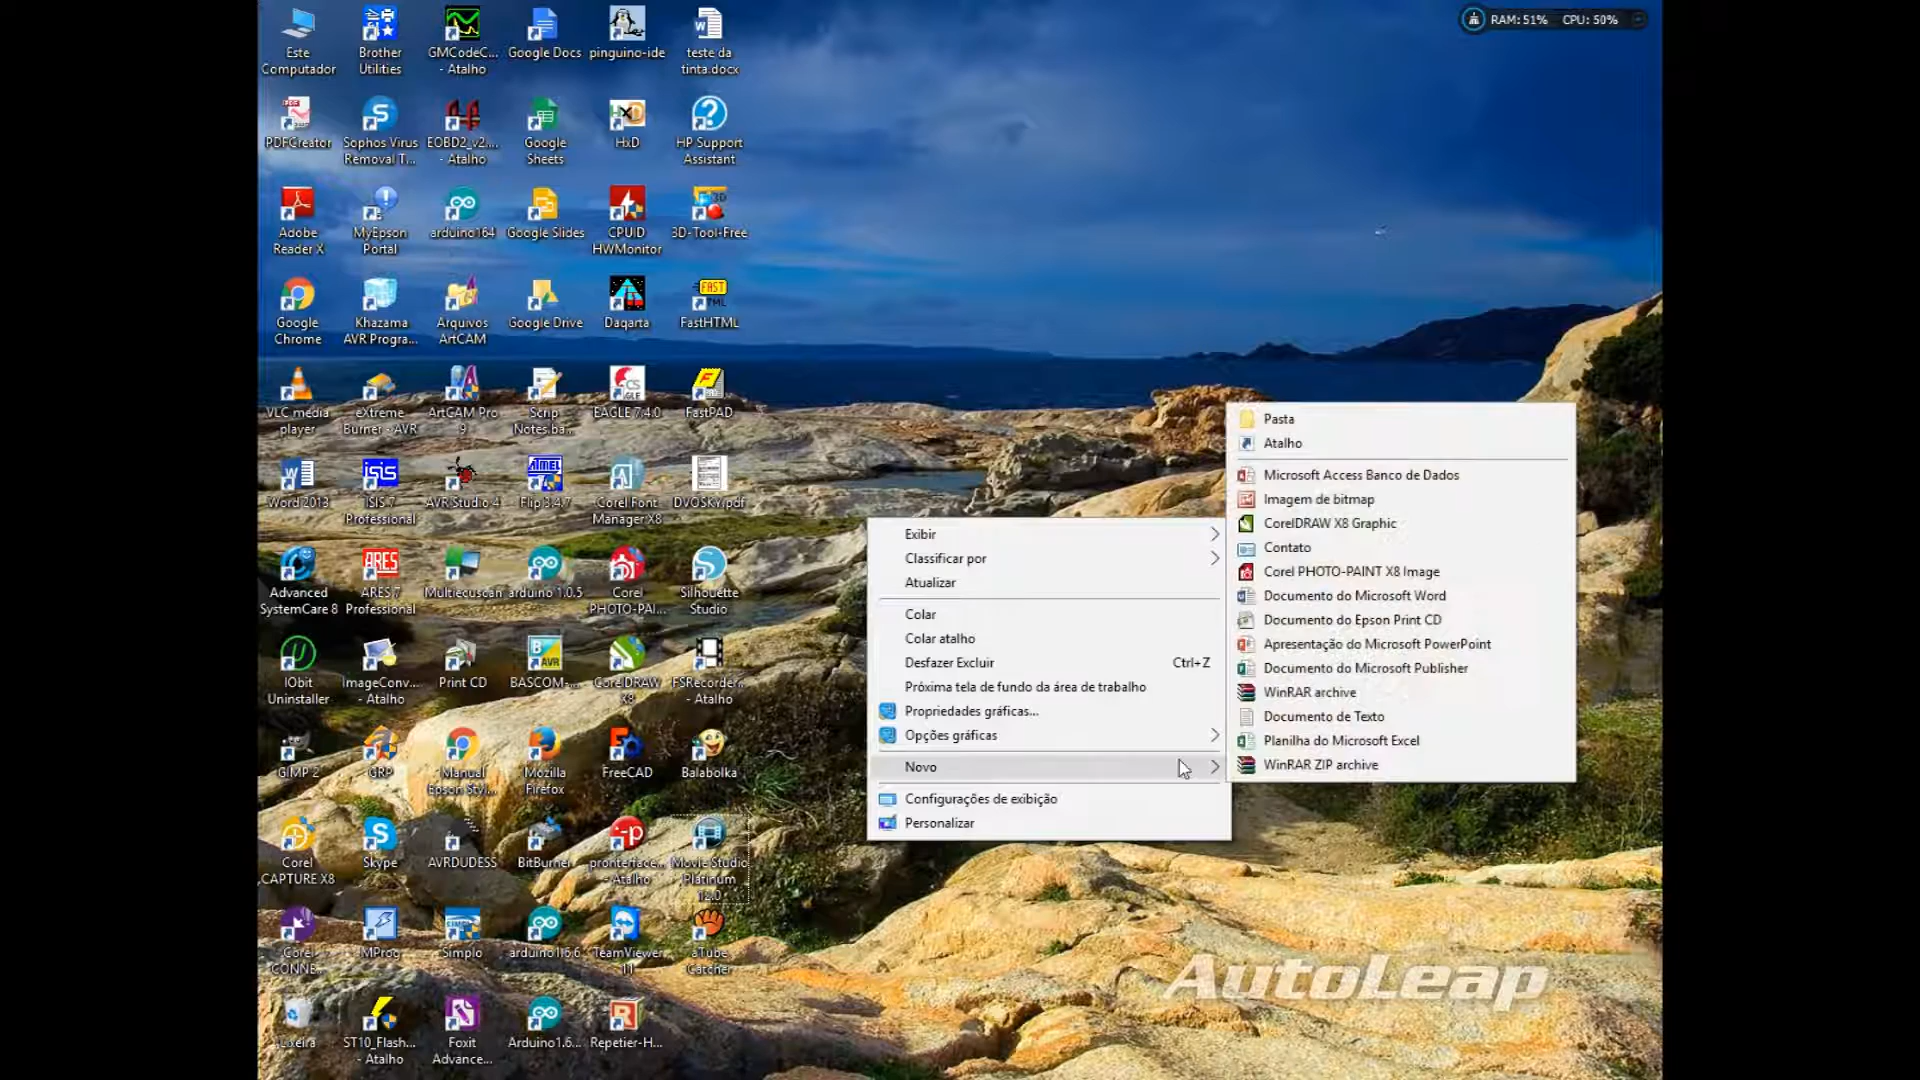 RAM: 51% CPU: 50%
Este
Computador
Brother
Utilities
GMCodeC...
- Atalho
Google Docs
pinguino-ide
teste da
tinta.docx
PDFCreator
Sophos Virus
Removal T...
EOBD2_v2....
- Atalho
Google
Sheets
HxD
HP Support
Assistant
Adobe
Reader X
MyEpson
Portal
arduino164
Google Slides
CPUID
HWMonitor
3D-Tool-Free
Google
Chrome
Khazama
AVR Progra...
Arquivos
ArtCAM
Google Drive
Daqarta
FastHTML
VLC media
player
eXtreme
Burner - AVR
ArtCAM Pro
9
Scrip
Notes.ba...
EAGLE 7.4.0
FastPAD
Word 2013
ISIS 7
Professional
AVR Studio 4
Flip 3.4.7
Corel Font
Manager X8
DVOSKY.pdf
Advanced
SystemCare 8
ARES 7
Professional
Multiecuscan
arduino 1.0.5
Corel
PHOTO-PAI...
Silhouette
Studio
IObit
Uninstaller
ImageConv...
- Atalho
Print CD
BASCOM-...
CorelDRAW
X8
FSRecorder...
- Atalho
GIMP 2
GRP
Manual
Epson Styl...
Mozilla
Firefox
FreeCAD
Balabolka
Corel
CAPTURE X8
Skype
AVRDUDESS
BitBurner
pronterface...
- Atalho
Movie Studio
Platinum
12.0
Corel
CONNE...
MProg
Simplo
arduino1.6.6
TeamViewer
11
aTube
Catcher
Lixeira
ST10_Flash...
- Atalho
Foxit
Advance...
Arduino1.6...
Repetier-H...
Exibir
Classificar por
Atualizar
Colar
Colar atalho
Desfazer Excluir Ctrl+Z
Próxima tela de fundo da área de trabalho
Propriedades gráficas...
Opções gráficas
Novo
Configurações de exibição
Personalizar
Pasta
Atalho
Microsoft Access Banco de Dados
Imagem de bitmap
CorelDRAW X8 Graphic
Contato
Corel PHOTO-PAINT X8 Image
Documento do Microsoft Word
Documento do Epson Print CD
Apresentação do Microsoft PowerPoint
Documento do Microsoft Publisher
WinRAR archive
Documento de Texto
Planilha do Microsoft Excel
WinRAR ZIP archive
AutoLeap